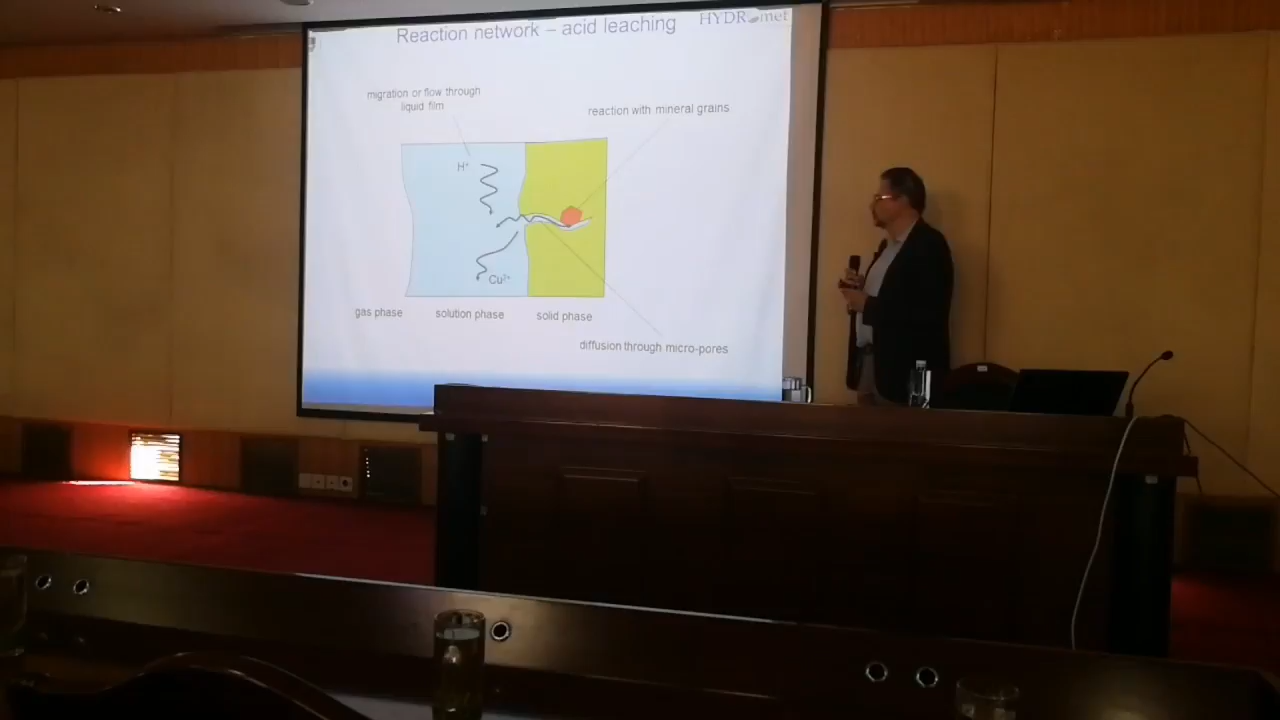 Reaction network – acid leaching
HYDROmet
migration or flow through
liquid film
reaction with mineral grains
H⁺
Cu²⁺
gas phase
solution phase
solid phase
diffusion through micro-pores